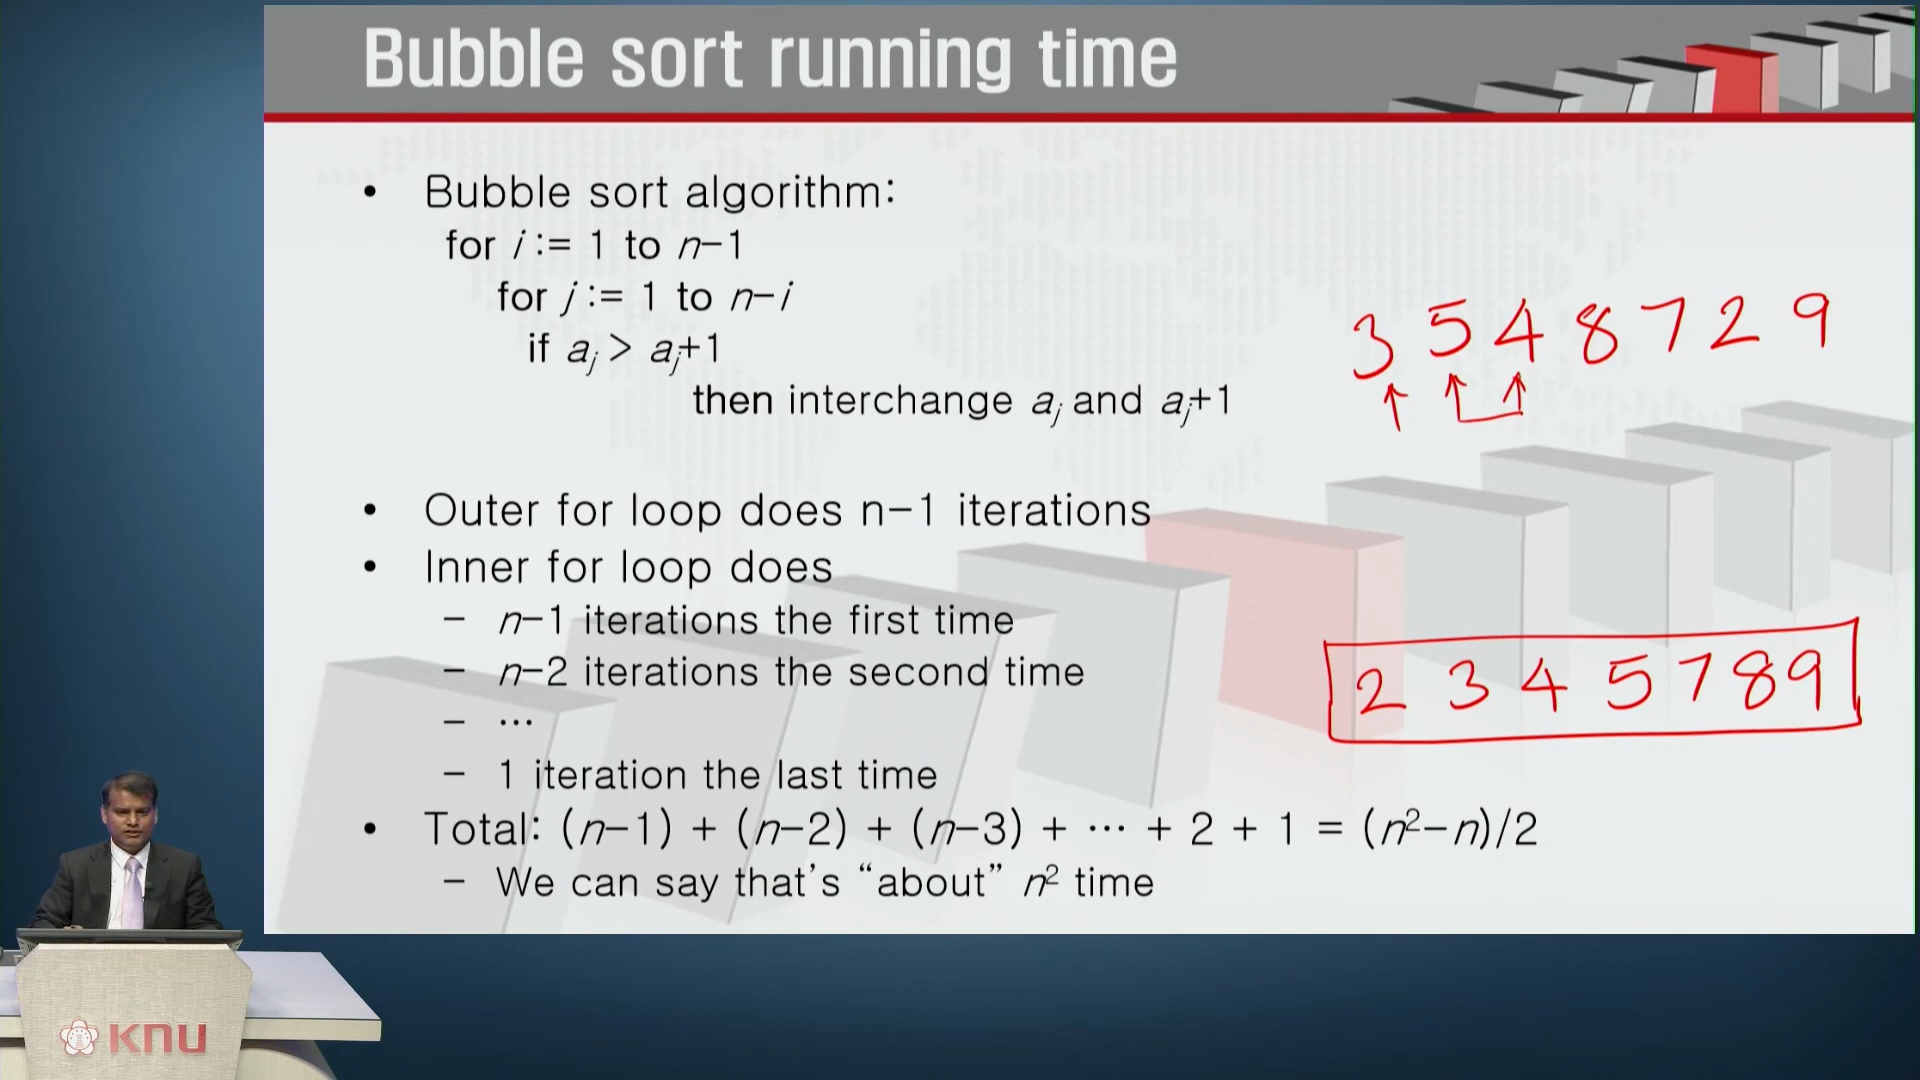 Bubble sort running time
• Bubble sort algorithm:
for i := 1 to n−1
for j := 1 to n−i
if aⱼ > aⱼ+1
then interchange aⱼ and aⱼ+1
3 5 4 8 7 2 9
• Outer for loop does n−1 iterations
• Inner for loop does
– n−1 iterations the first time
– n−2 iterations the second time
– ...
– 1 iteration the last time
2 3 4 5 7 8 9
• Total: (n−1) + (n−2) + (n−3) + ... + 2 + 1 = (n²−n)/2
– We can say that's “about” n² time
KNU